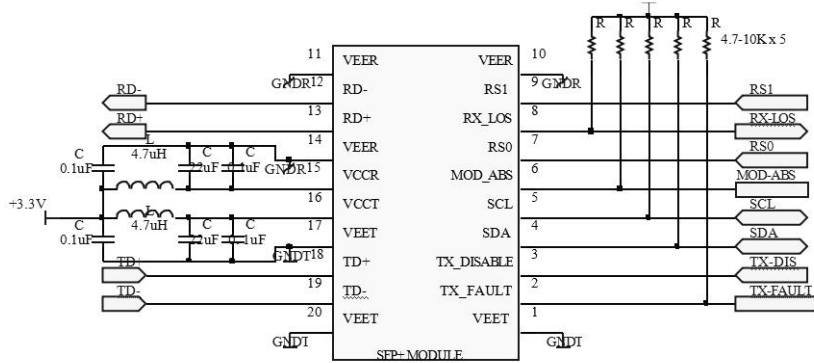 R R R R R
4.7-10K x 5
11 VEER VEER 10
GNDR GNDR
12 RD- RS1 9
RD- RS1
13 RD+ RX_LOS 8
RD+ RX-LOS
14 VEER RS0 7
L RS0
C 4.7uH C C
0.1uF 22uF 0.1uF GNDR
15 VCCR MOD_ABS 6
MOD-ABS
16 VCCT SCL 5
+3.3V L SCL
C 4.7uH C C
0.1uF 22uF 0.1uF
17 VEET SDA 4
GNDT SDA
18 TD+ TX_DISABLE 3
TD+ TX-DIS
19 TD- TX_FAULT 2
TD- TX-FAULT
20 VEET VEET 1
GNDT GNDT
SFP+ MODULE